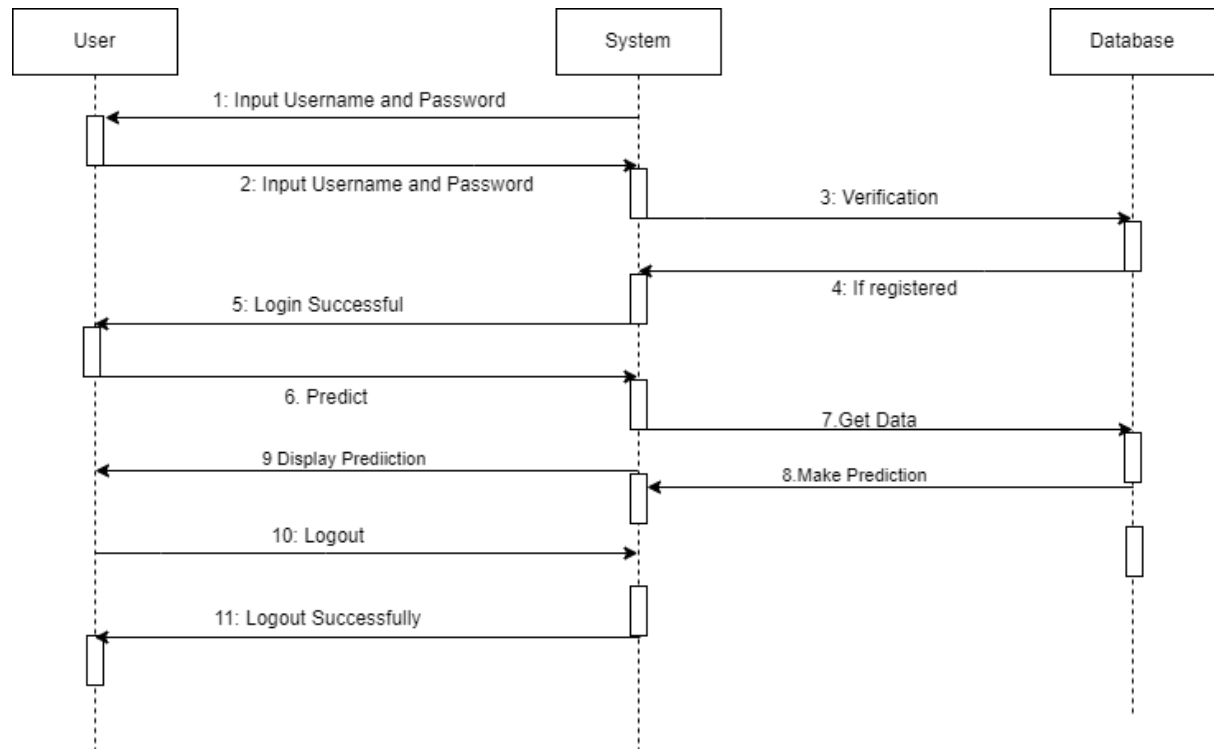 User
System
Database
1: Input Username and Password
2: Input Username and Password
3: Verification
4: If registered
5: Login Successful
6. Predict
7.Get Data
9 Display Prediiction
8.Make Prediction
10: Logout
11: Logout Successfully